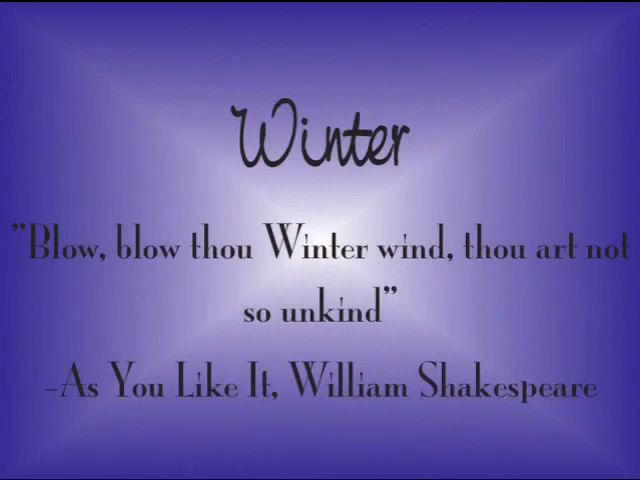 Winter
"Blow, blow thou Winter wind, thou art not
so unkind"
-As You Like It, William Shakespeare